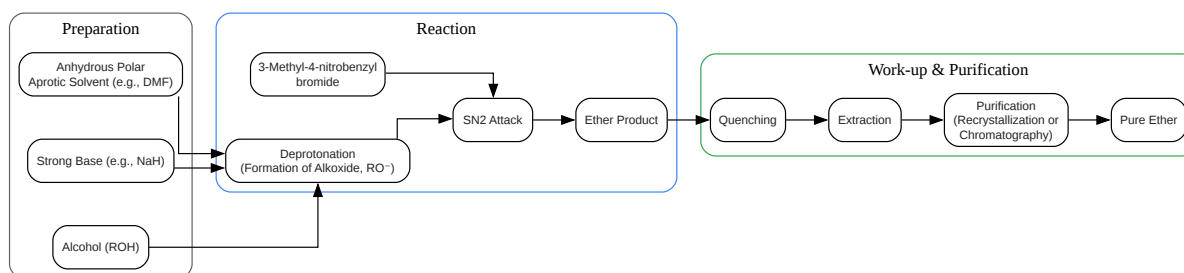 Preparation
Anhydrous Polar
Aprotic Solvent (e.g., DMF)
Strong Base (e.g., NaH)
Alcohol (ROH)
Reaction
3-Methyl-4-nitrobenzyl
bromide
Deprotonation
(Formation of Alkoxide, RO⁻)
SN2 Attack
Ether Product
Work-up & Purification
Quenching
Extraction
Purification
(Recrystallization or
Chromatography)
Pure Ether